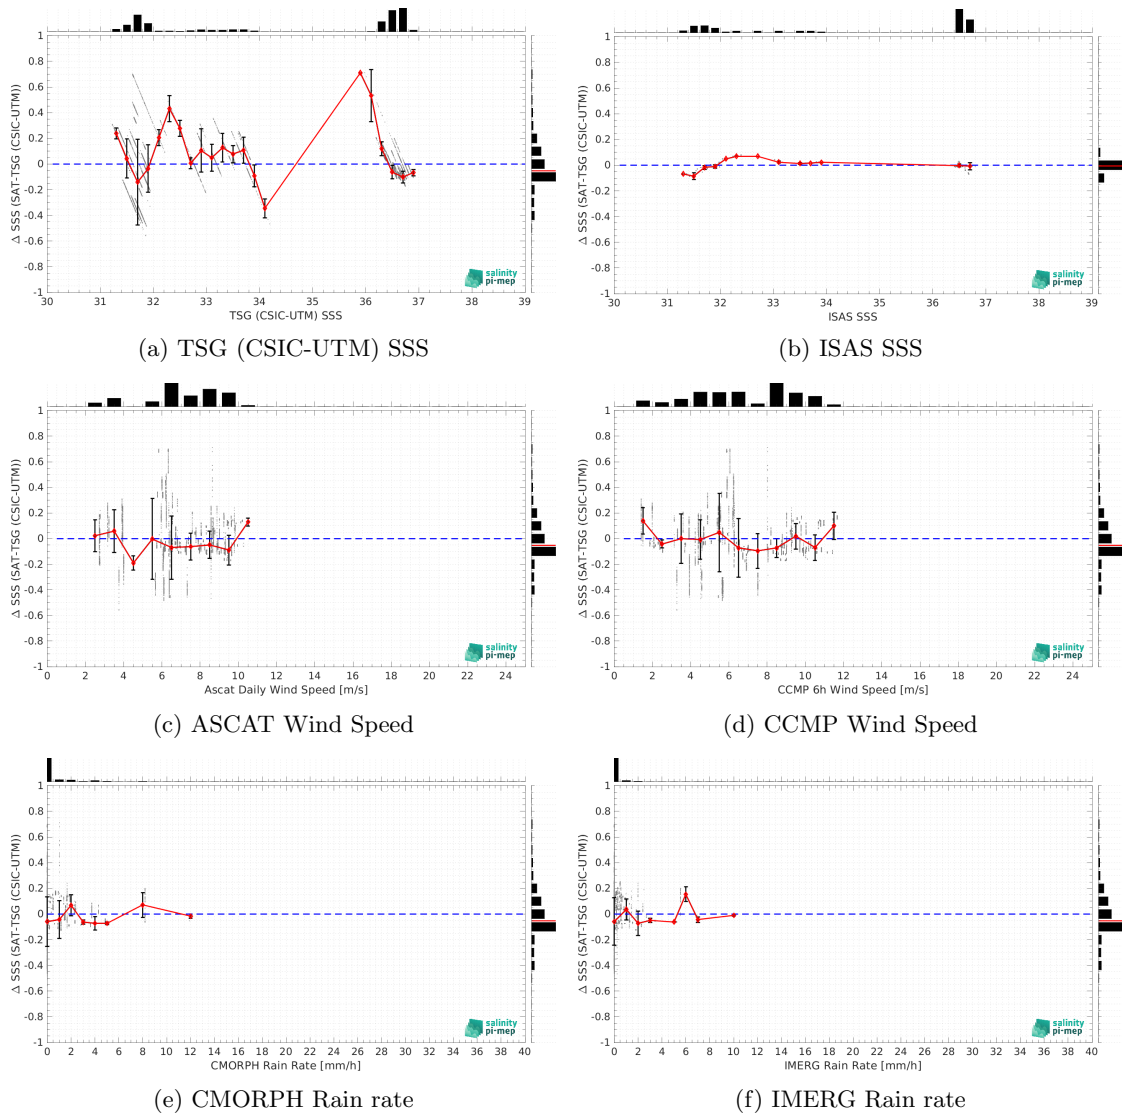 1
0.8
0.6
0.4
0.2
0
-0.2
-0.4
-0.6
-0.8
-1
Δ SSS (SAT-TSG (CSIC-UTM))
30 31 32 33 34 35 36 37 38 39
TSG (CSIC-UTM) SSS
salinity
pi-mep
(a) TSG (CSIC-UTM) SSS
1
0.8
0.6
0.4
0.2
0
-0.2
-0.4
-0.6
-0.8
-1
Δ SSS (SAT-TSG (CSIC-UTM))
30 31 32 33 34 35 36 37 38 39
ISAS SSS
salinity
pi-mep
(b) ISAS SSS
1
0.8
0.6
0.4
0.2
0
-0.2
-0.4
-0.6
-0.8
-1
Δ SSS (SAT-TSG (CSIC-UTM))
0 2 4 6 8 10 12 14 16 18 20 22 24
Ascat Daily Wind Speed [m/s]
salinity
pi-mep
(c) ASCAT Wind Speed
1
0.8
0.6
0.4
0.2
0
-0.2
-0.4
-0.6
-0.8
-1
Δ SSS (SAT-TSG (CSIC-UTM))
0 2 4 6 8 10 12 14 16 18 20 22 24
CCMP 6h Wind Speed [m/s]
salinity
pi-mep
(d) CCMP Wind Speed
1
0.8
0.6
0.4
0.2
0
-0.2
-0.4
-0.6
-0.8
-1
Δ SSS (SAT-TSG (CSIC-UTM))
0 2 4 6 8 10 12 14 16 18 20 22 24 26 28 30 32 34 36 38 40
CMORPH Rain Rate [mm/h]
salinity
pi-mep
(e) CMORPH Rain rate
1
0.8
0.6
0.4
0.2
0
-0.2
-0.4
-0.6
-0.8
-1
Δ SSS (SAT-TSG (CSIC-UTM))
0 2 4 6 8 10 12 14 16 18 20 22 24 26 28 30 32 34 36 38 40
IMERG Rain Rate [mm/h]
salinity
pi-mep
(f) IMERG Rain rate